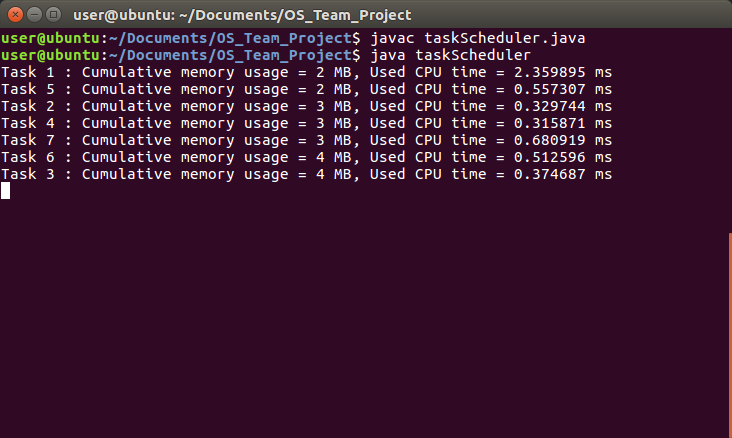 user@ubuntu: ~/Documents/OS_Team_Project
user@ubuntu:~/Documents/OS_Team_Project$ javac taskScheduler.java
user@ubuntu:~/Documents/OS_Team_Project$ java taskScheduler
Task 1 : Cumulative memory usage = 2 MB, Used CPU time = 2.359895 ms
Task 5 : Cumulative memory usage = 2 MB, Used CPU time = 0.557307 ms
Task 2 : Cumulative memory usage = 3 MB, Used CPU time = 0.329744 ms
Task 4 : Cumulative memory usage = 3 MB, Used CPU time = 0.315871 ms
Task 7 : Cumulative memory usage = 3 MB, Used CPU time = 0.680919 ms
Task 6 : Cumulative memory usage = 4 MB, Used CPU time = 0.512596 ms
Task 3 : Cumulative memory usage = 4 MB, Used CPU time = 0.374687 ms